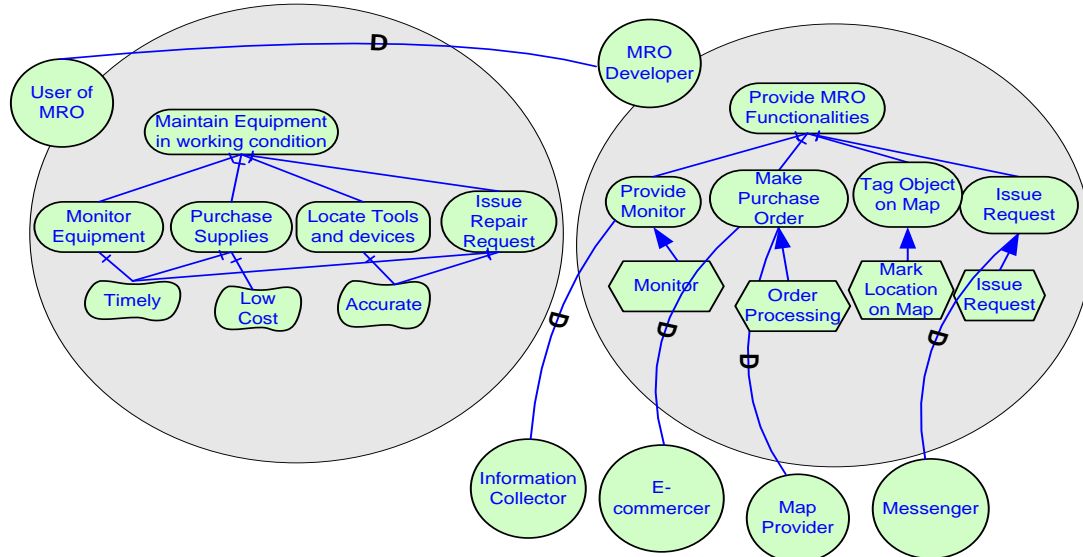 D
User of
MRO
MRO
Developer
Maintain Equipment
in working condition
Provide MRO
Functionalities
Monitor
Equipment
Purchase
Supplies
Locate Tools
and devices
Issue
Repair
Request
Provide
Monitor
Make
Purchase
Order
Tag Object
on Map
Issue
Request
Timely
Low
Cost
Accurate
Monitor
Order
Processing
Mark
Location
on Map
Issue
Request
D
D
D
D
Information
Collector
E-
commercer
Map
Provider
Messenger